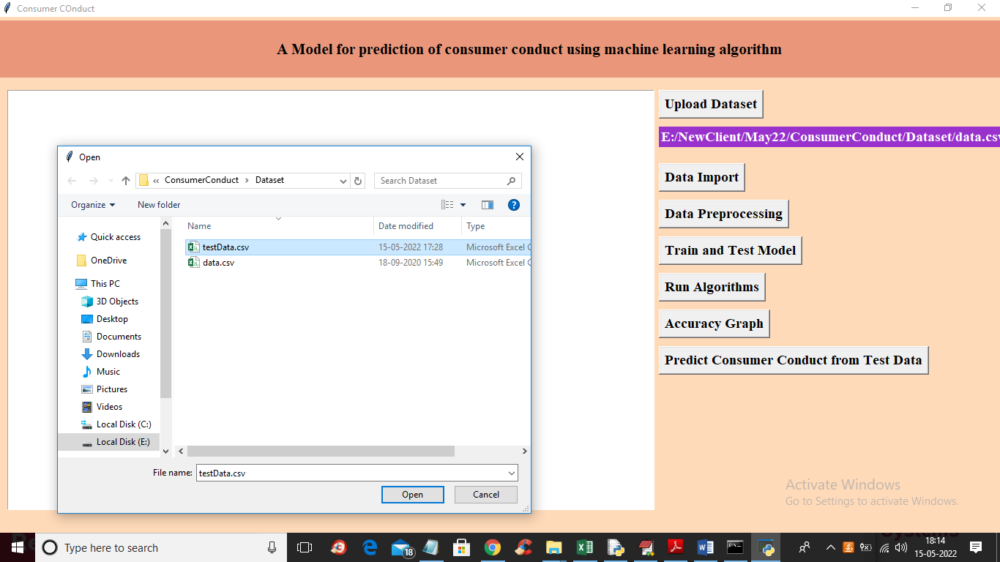 Consumer COnduct
A Model for prediction of consumer conduct using machine learning algorithm
Upload Dataset
E:/NewClient/May22/ConsumerConduct/Dataset/data.csv
Data Import
Data Preprocessing
Train and Test Model
Run Algorithms
Accuracy Graph
Predict Consumer Conduct from Test Data
Open
« ConsumerConduct › Dataset
Search Dataset
Organize
New folder
Name
Date modified
Type
testData.csv 15-05-2022 17:28 Microsoft Excel C
data.csv 18-09-2020 15:49 Microsoft Excel C
Quick access
OneDrive
This PC
3D Objects
Desktop
Documents
Downloads
Music
Pictures
Videos
Local Disk (C:)
Local Disk (E:)
File name: testData.csv
Open
Cancel
Activate Windows
Go to Settings to activate Windows.
Type here to search
18
18:14
15-05-2022